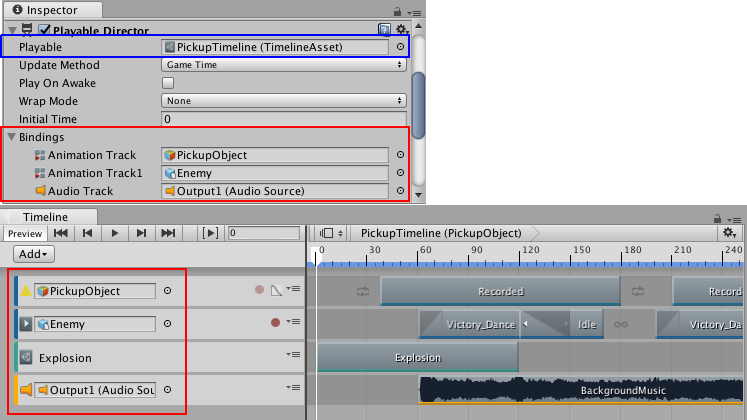 Inspector
Playable Director
Playable PickupTimeline (TimelineAsset)
Update Method Game Time
Play On Awake
Wrap Mode None
Initial Time 0
Bindings
Animation Track PickupObject
Animation Track1 Enemy
Audio Track Output1 (Audio Source)
Timeline
Preview 0 PickupTimeline (PickupObject)
Add
0 30 60 90 120 150 180 210 240
PickupObject Recorded Record
Enemy Victory_Dance Idle Victory_Da
Explosion Explosion
Output1 (Audio Sou BackgroundMusic